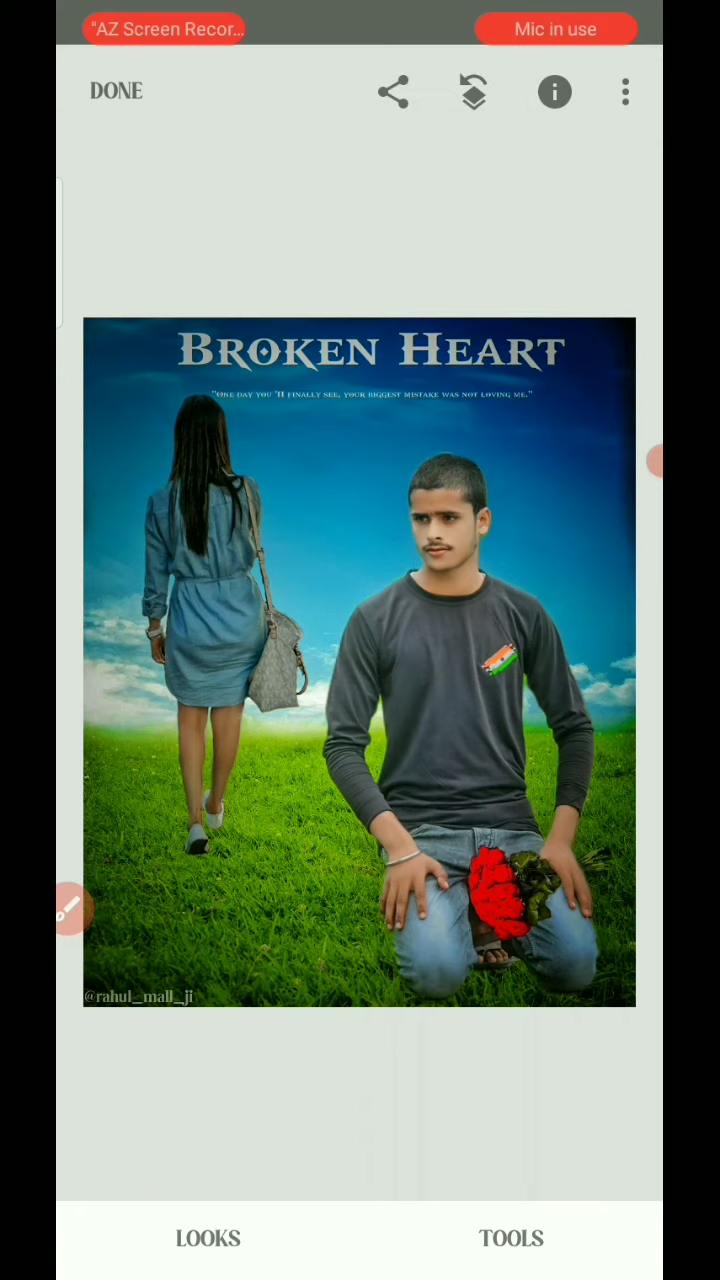 "AZ Screen Recor...
Mic in use
DONE
BROKEN HEART
"ONE DAY YOU 'll FINALLY SEE, YOUR BIGGEST MISTAKE WAS NOT LOVING ME."
@rahul_mall_ji
LOOKS
TOOLS